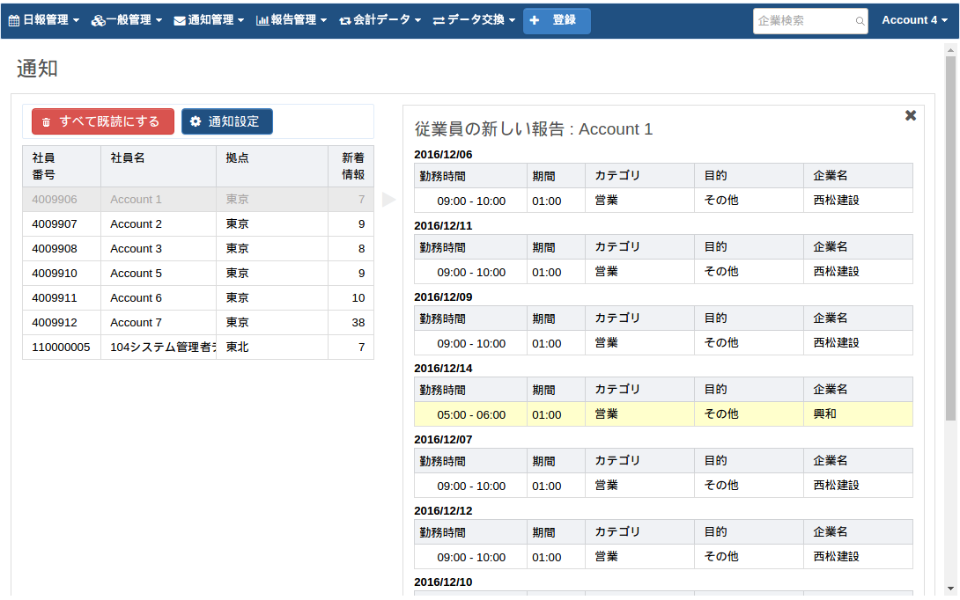 日報管理 一般管理 通知管理 報告管理 会計データ データ交換 登録 企業検索 Account 4
通知
すべて既読にする 通知設定
社員番号 社員名 拠点 新着情報
4009906 Account 1 東京 7
4009907 Account 2 東京 9
4009908 Account 3 東京 8
4009910 Account 5 東京 9
4009911 Account 6 東京 10
4009912 Account 7 東京 38
110000005 104システム管理者 東北 7
従業員の新しい報告 : Account 1
2016/12/06
勤務時間 期間 カテゴリ 目的 企業名
09:00 - 10:00 01:00 営業 その他 西松建設
2016/12/11
勤務時間 期間 カテゴリ 目的 企業名
09:00 - 10:00 01:00 営業 その他 西松建設
2016/12/09
勤務時間 期間 カテゴリ 目的 企業名
09:00 - 10:00 01:00 営業 その他 西松建設
2016/12/14
勤務時間 期間 カテゴリ 目的 企業名
05:00 - 06:00 01:00 営業 その他 興和
2016/12/07
勤務時間 期間 カテゴリ 目的 企業名
09:00 - 10:00 01:00 営業 その他 西松建設
2016/12/12
勤務時間 期間 カテゴリ 目的 企業名
09:00 - 10:00 01:00 営業 その他 西松建設
2016/12/10